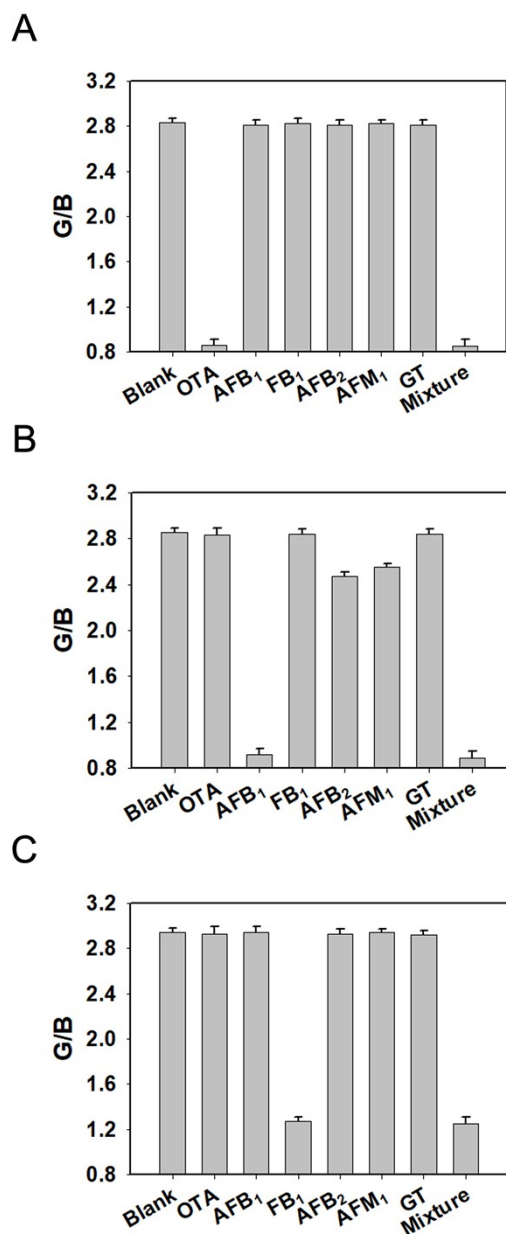 A
3.2
2.8
2.4
2.0
1.6
1.2
0.8
G/B
Blank
OTA
AFB₁
FB₁
AFB₂
AFM₁
GT
Mixture
B
3.2
2.8
2.4
2.0
1.6
1.2
0.8
G/B
Blank
OTA
AFB₁
FB₁
AFB₂
AFM₁
GT
Mixture
C
3.2
2.8
2.4
2.0
1.6
1.2
0.8
G/B
Blank
OTA
AFB₁
FB₁
AFB₂
AFM₁
GT
Mixture